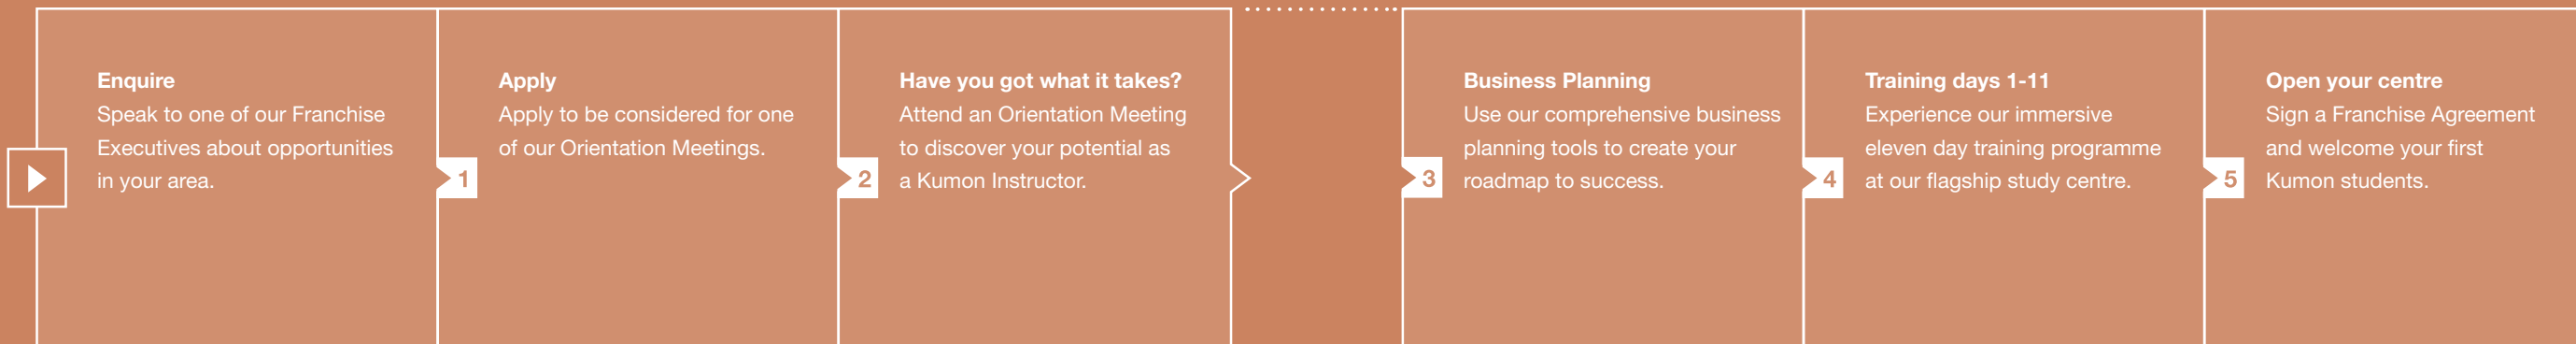 Enquire
Speak to one of our Franchise
Executives about opportunities
in your area.
1
Apply
Apply to be considered for one
of our Orientation Meetings.
2
Have you got what it takes?
Attend an Orientation Meeting
to discover your potential as
a Kumon Instructor.
3
Business Planning
Use our comprehensive business
planning tools to create your
roadmap to success.
4
Training days 1-11
Experience our immersive
eleven day training programme
at our flagship study centre.
5
Open your centre
Sign a Franchise Agreement
and welcome your first
Kumon students.